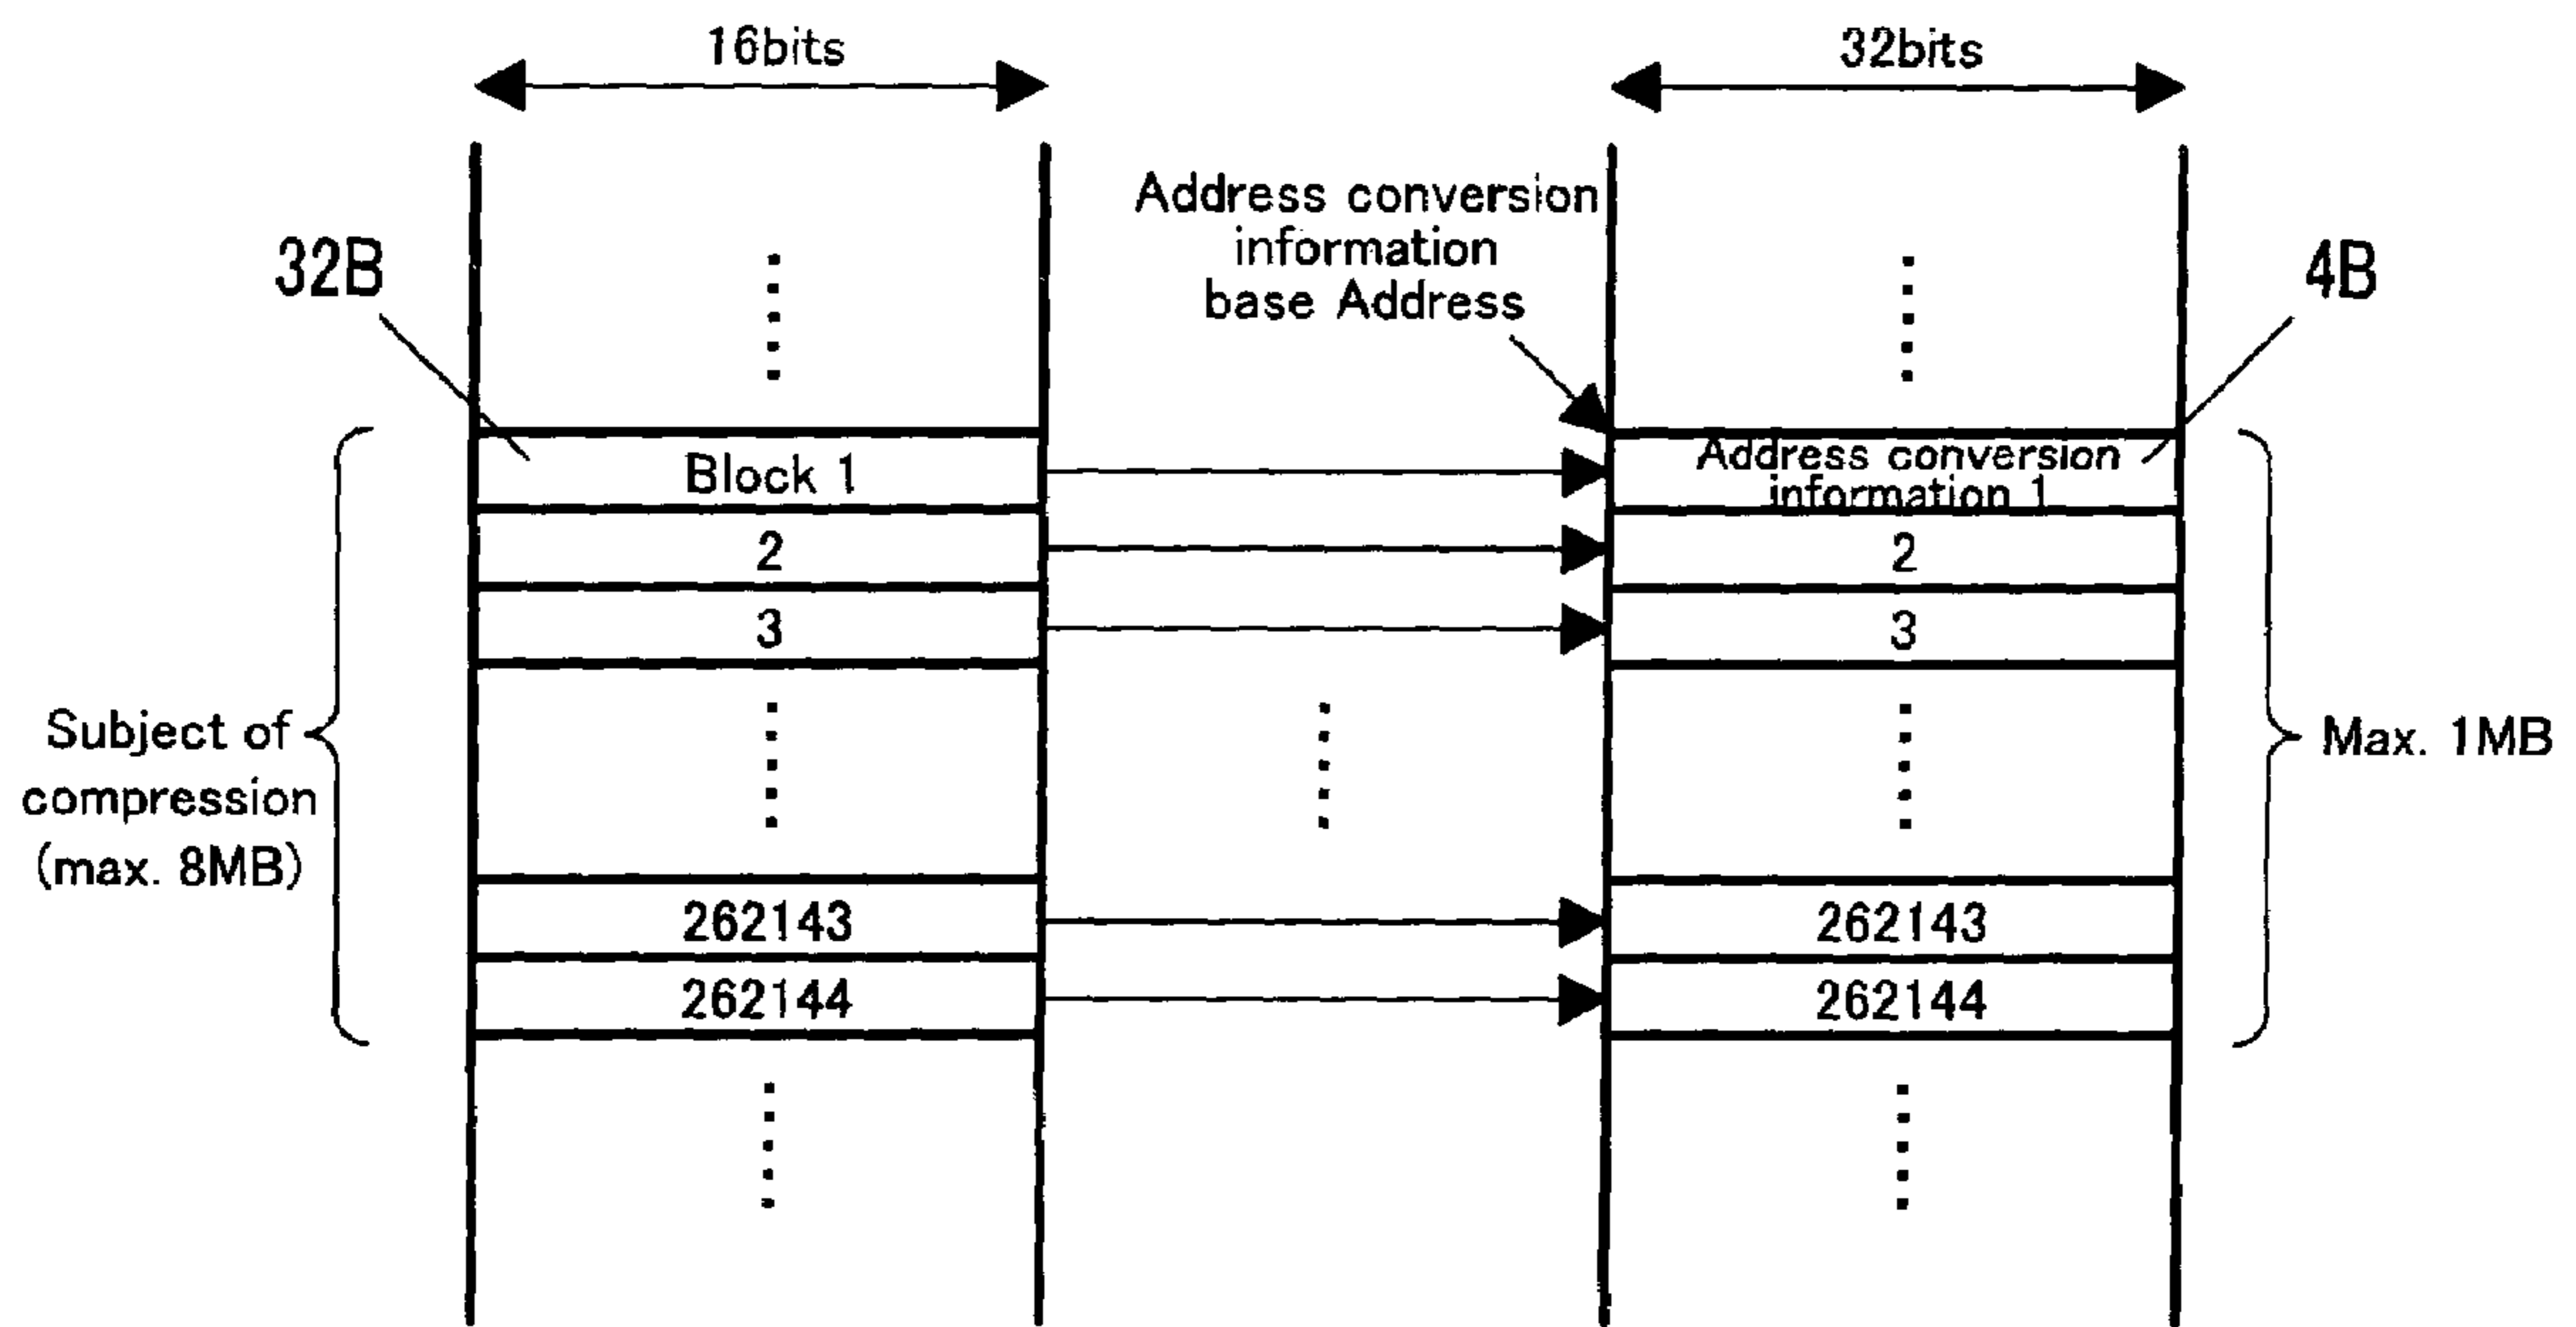 16bits
32bits
Address conversion
information
base Address
32B
4B
Block 1
Address conversion
information 1
2
2
3
3
Subject of
compression
(max. 8MB)
Max. 1MB
262143
262143
262144
262144